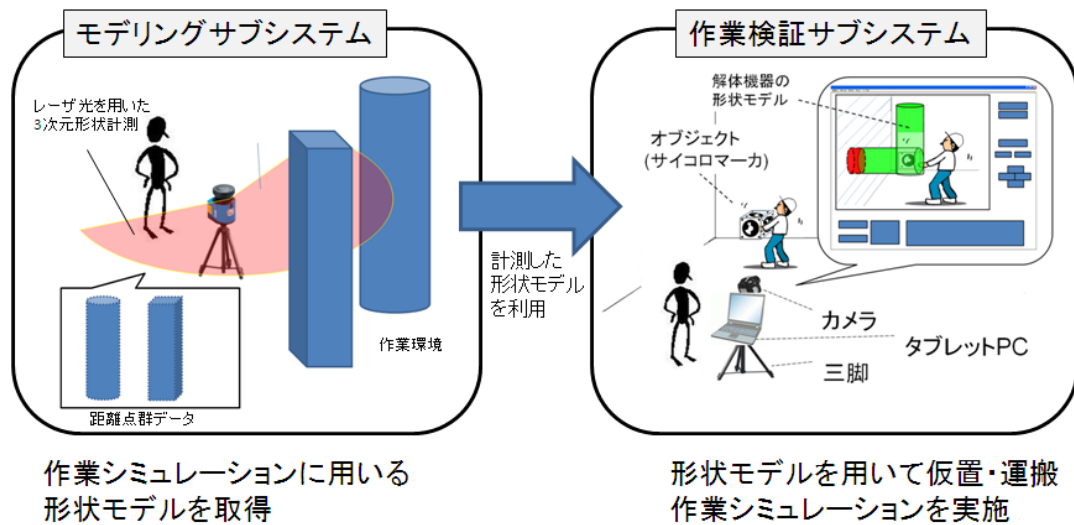 モデリングサブシステム
レーザ光を用いた
3次元形状計測
作業環境
距離点群データ
作業シミュレーションに用いる
形状モデルを取得
計測した
形状モデル
を利用
作業検証サブシステム
解体機器の
形状モデル
オブジェクト
(サイコロマーカ)
カメラ
タブレットPC
三脚
形状モデルを用いて仮置・運搬
作業シミュレーションを実施